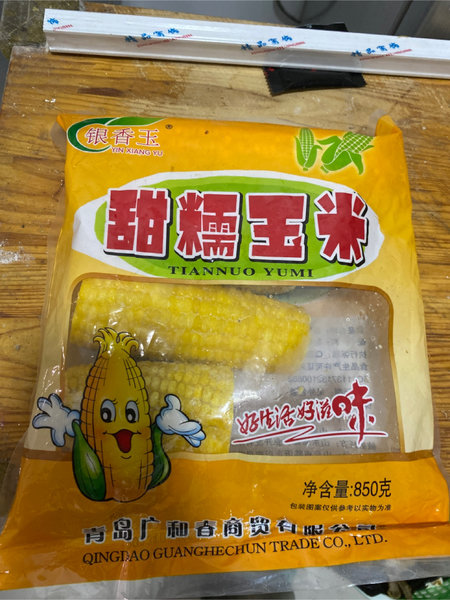 银香玉®
YIN XIANG YU
甜糯玉米
TIANNUO YUMI
好生活好滋味
净含量:850克
包装图案仅供参考以实物为准
青岛广和春商贸有限公司
QINGDAO GUANGHECHUN TRADE CO., LTD.